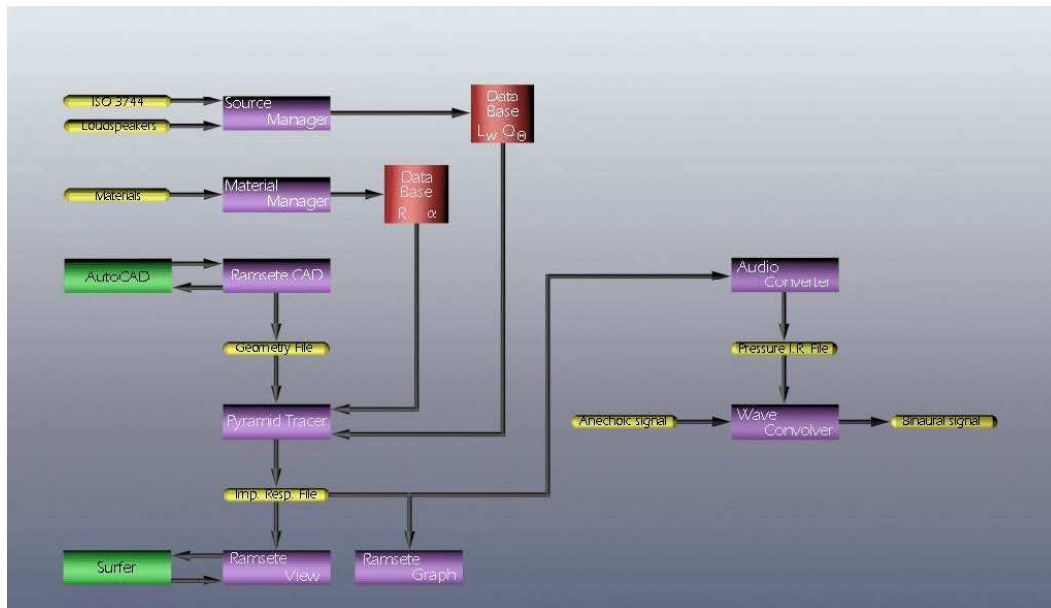 ISO 3744
Loudspeakers
Source
Manager
Data
Base
Lw QΘ
Materials
Material
Manager
Data
Base
R α
AutoCAD
Ramsete CAD
Audio
Converter
Geometry File
Pressure I.R. File
Pyramid Tracer
Anechoic signal
Wave
Convolver
Binaural signal
Imp. Resp. File
Surfer
Ramsete
View
Ramsete
Graph